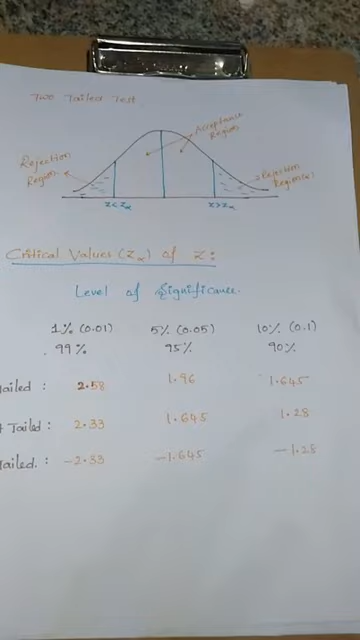 Two Tailed Test
Acceptance
Region
Rejection
Region
Rejection
Region
z < zα
z > zα
Critical Values (Zα) of Z:
Level of Significance.
1% (0.01) 5% (0.05) 10% (0.1)
99% 95% 90%
ailed : 2.58 1.96 1.645
Tailed : 2.33 1.645 1.28
Tailed. : -2.33 -1.645 -1.28